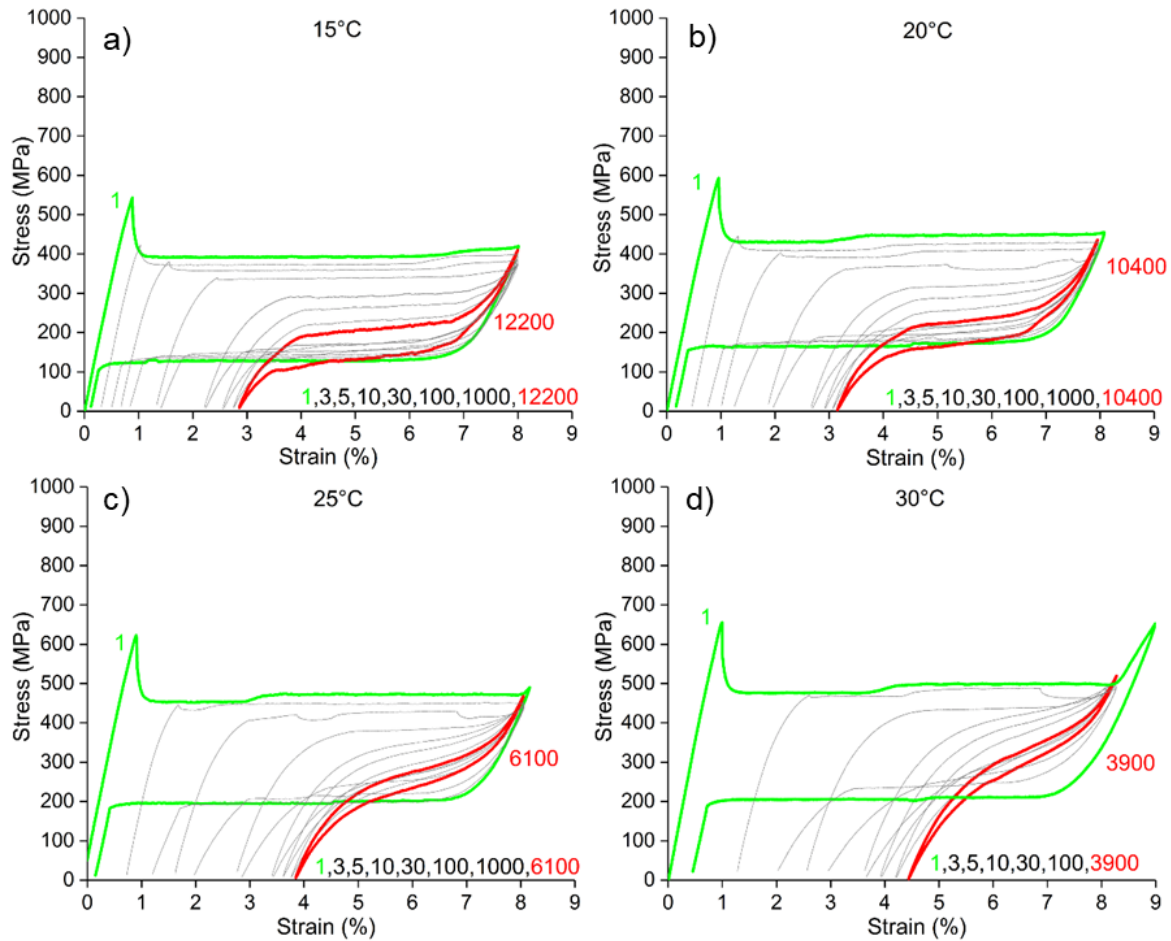 a)
15°C
1000
900
800
700
600
500
400
300
200
100
0
Stress (MPa)
1
12200
1,3,5,10,30,100,1000,12200
0 1 2 3 4 5 6 7 8 9
Strain (%)
b)
20°C
1000
900
800
700
600
500
400
300
200
100
0
Stress (MPa)
1
10400
1,3,5,10,30,100,1000,10400
0 1 2 3 4 5 6 7 8 9
Strain (%)
c)
25°C
1000
900
800
700
600
500
400
300
200
100
0
Stress (MPa)
1
6100
1,3,5,10,30,100,1000,6100
0 1 2 3 4 5 6 7 8 9
Strain (%)
d)
30°C
1000
900
800
700
600
500
400
300
200
100
0
Stress (MPa)
1
3900
1,3,5,10,30,100,3900
0 1 2 3 4 5 6 7 8 9
Strain (%)